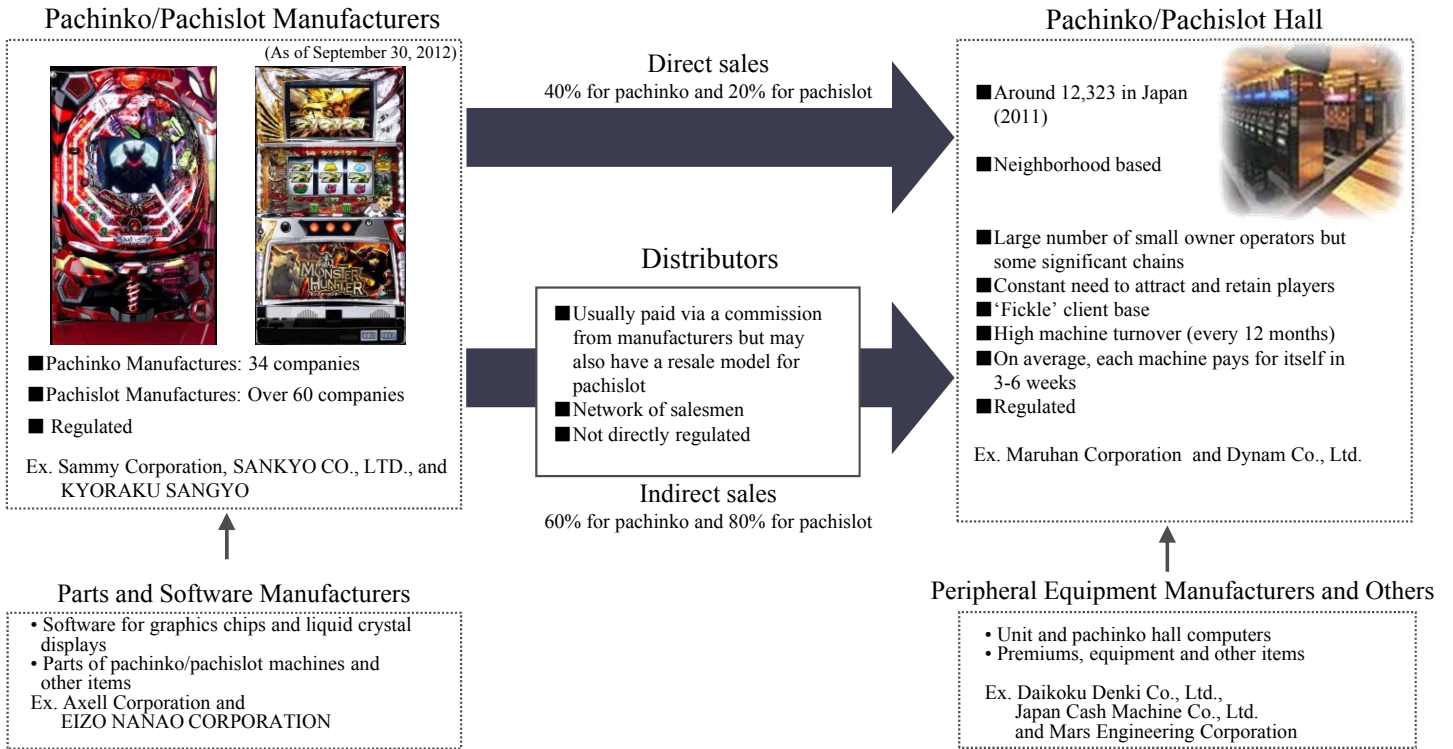 Pachinko/Pachislot Manufacturers
(As of September 30, 2012)
MONSTER
HUNTER
■Pachinko Manufactures: 34 companies
■Pachislot Manufactures: Over 60 companies
■ Regulated
Ex. Sammy Corporation, SANKYO CO., LTD., and
KYORAKU SANGYO
Direct sales
40% for pachinko and 20% for pachislot
Distributors
■Usually paid via a commission
from manufacturers but may
also have a resale model for
pachislot
■Network of salesmen
■Not directly regulated
Indirect sales
60% for pachinko and 80% for pachislot
Pachinko/Pachislot Hall
■Around 12,323 in Japan
(2011)
■Neighborhood based
■Large number of small owner operators but
some significant chains
■Constant need to attract and retain players
■‘Fickle’ client base
■High machine turnover (every 12 months)
■On average, each machine pays for itself in
3-6 weeks
■Regulated
Ex. Maruhan Corporation and Dynam Co., Ltd.
Parts and Software Manufacturers
• Software for graphics chips and liquid crystal
displays
• Parts of pachinko/pachislot machines and
other items
Ex. Axell Corporation and
EIZO NANAO CORPORATION
Peripheral Equipment Manufacturers and Others
• Unit and pachinko hall computers
• Premiums, equipment and other items
Ex. Daikoku Denki Co., Ltd.,
Japan Cash Machine Co., Ltd.
and Mars Engineering Corporation